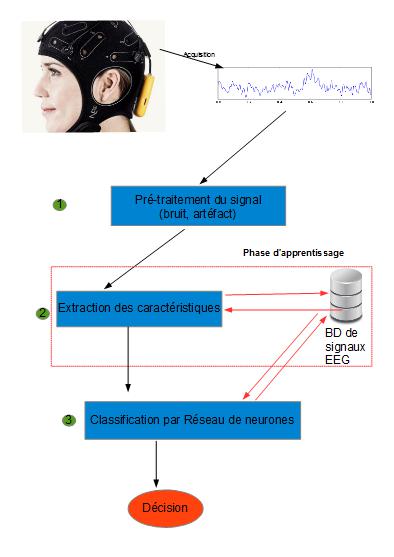 Acquisition
1
Pré-traitement du signal
(bruit, artéfact)
Phase d'apprentissage
2
Extraction des caractéristiques
BD de
signaux
EEG
3
Classification par Réseau de neurones
Décision